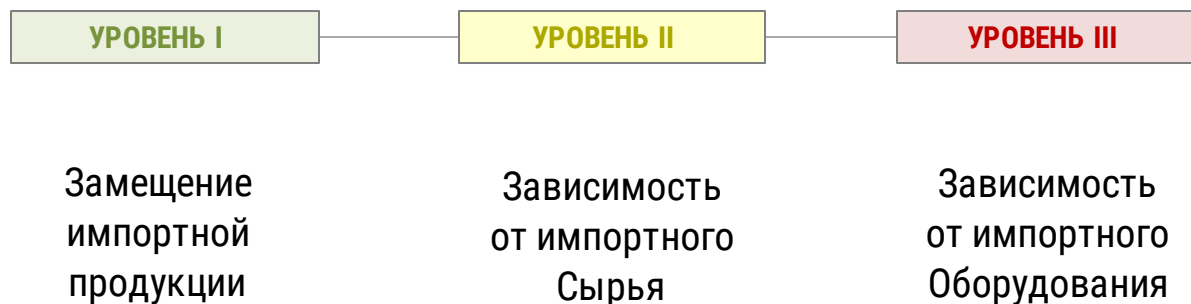 УРОВЕНЬ I
УРОВЕНЬ II
УРОВЕНЬ III
Замещение
импортной
продукции
Зависимость
от импортного
Сырья
Зависимость
от импортного
Оборудования